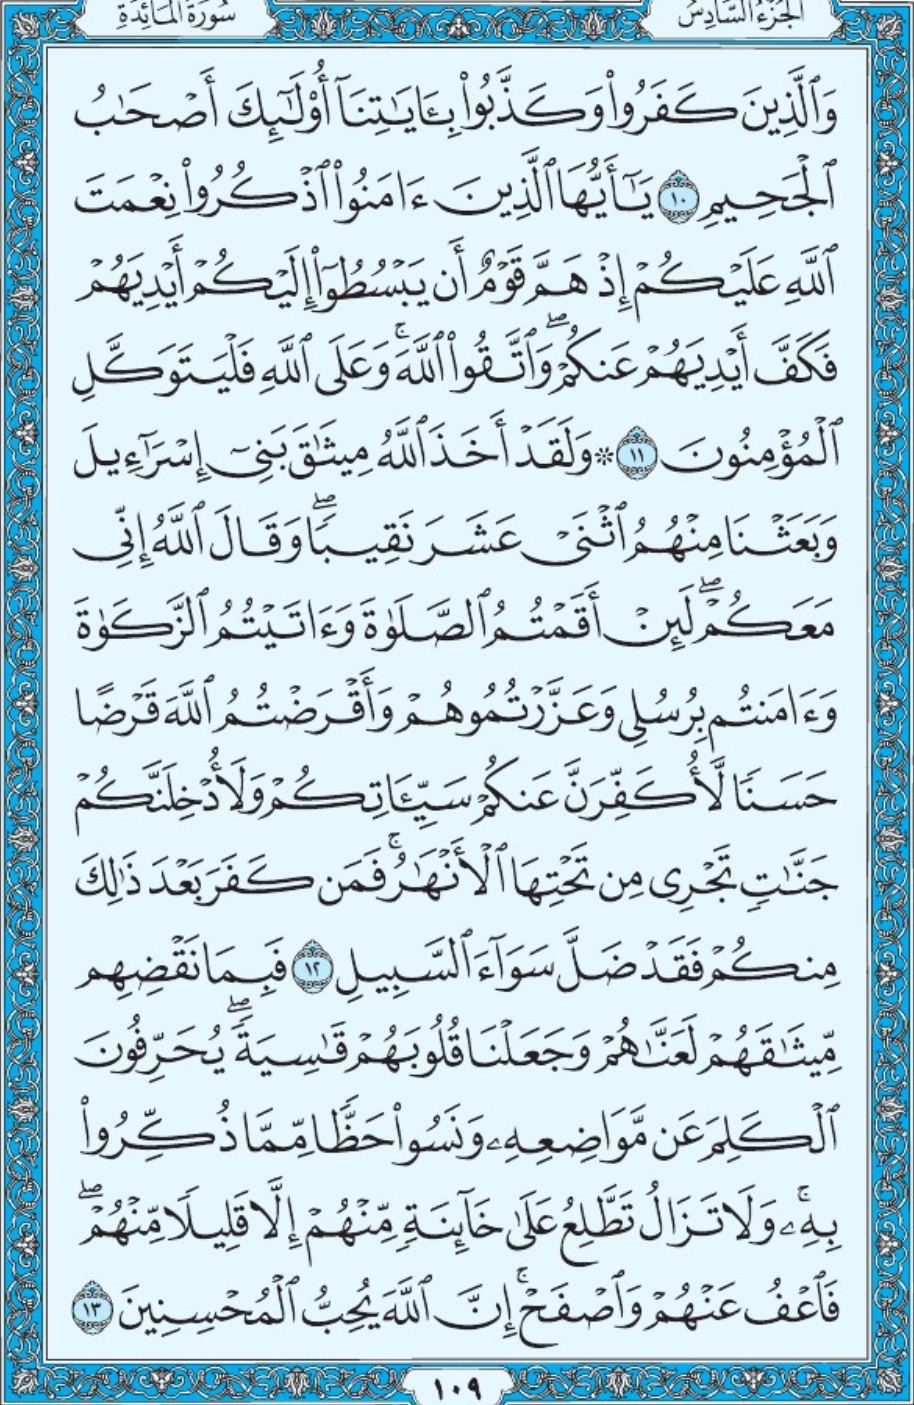 الجُزْءُ السَّادِسُ
سُورَةُ المَائِدَةِ
وَٱلَّذِينَ كَفَرُوا۟ وَكَذَّبُوا۟ بِـَٔايَـٰتِنَآ أُو۟لَـٰٓئِكَ أَصْحَـٰبُ
ٱلْجَحِيمِ ١٠ يَـٰٓأَيُّهَا ٱلَّذِينَ ءَامَنُوا۟ ٱذْكُرُوا۟ نِعْمَتَ
ٱللَّهِ عَلَيْكُمْ إِذْ هَمَّ قَوْمٌ أَن يَبْسُطُوٓا۟ إِلَيْكُمْ أَيْدِيَهُمْ
فَكَفَّ أَيْدِيَهُمْ عَنكُمْ ۖ وَٱتَّقُوا۟ ٱللَّهَ ۚ وَعَلَى ٱللَّهِ فَلْيَتَوَكَّلِ
ٱلْمُؤْمِنُونَ ١١ ۞ وَلَقَدْ أَخَذَ ٱللَّهُ مِيثَـٰقَ بَنِىٓ إِسْرَٰٓءِيلَ
وَبَعَثْنَا مِنْهُمُ ٱثْنَىْ عَشَرَ نَقِيبًا ۖ وَقَالَ ٱللَّهُ إِنِّى
مَعَكُمْ ۖ لَئِنْ أَقَمْتُمُ ٱلصَّلَوٰةَ وَءَاتَيْتُمُ ٱلزَّكَوٰةَ
وَءَامَنتُم بِرُسُلِى وَعَزَّرْتُمُوهُمْ وَأَقْرَضْتُمُ ٱللَّهَ قَرْضًا
حَسَنًا لَّأُكَفِّرَنَّ عَنكُمْ سَيِّـَٔاتِكُمْ وَلَأُدْخِلَنَّكُمْ
جَنَّـٰتٍ تَجْرِى مِن تَحْتِهَا ٱلْأَنْهَـٰرُ ۚ فَمَن كَفَرَ بَعْدَ ذَٰلِكَ
مِنكُمْ فَقَدْ ضَلَّ سَوَآءَ ٱلسَّبِيلِ ١٢ فَبِمَا نَقْضِهِم
مِّيثَـٰقَهُمْ لَعَنَّـٰهُمْ وَجَعَلْنَا قُلُوبَهُمْ قَـٰسِيَةً ۖ يُحَرِّفُونَ
ٱلْكَلِمَ عَن مَّوَاضِعِهِۦ وَنَسُوا۟ حَظًّا مِّمَّا ذُكِّرُوا۟
بِهِۦ ۚ وَلَا تَزَالُ تَطَّلِعُ عَلَىٰ خَآئِنَةٍ مِّنْهُمْ إِلَّا قَلِيلًا مِّنْهُمْ ۖ
فَٱعْفُ عَنْهُمْ وَٱصْفَحْ ۚ إِنَّ ٱللَّهَ يُحِبُّ ٱلْمُحْسِنِينَ ١٣
١٠٩